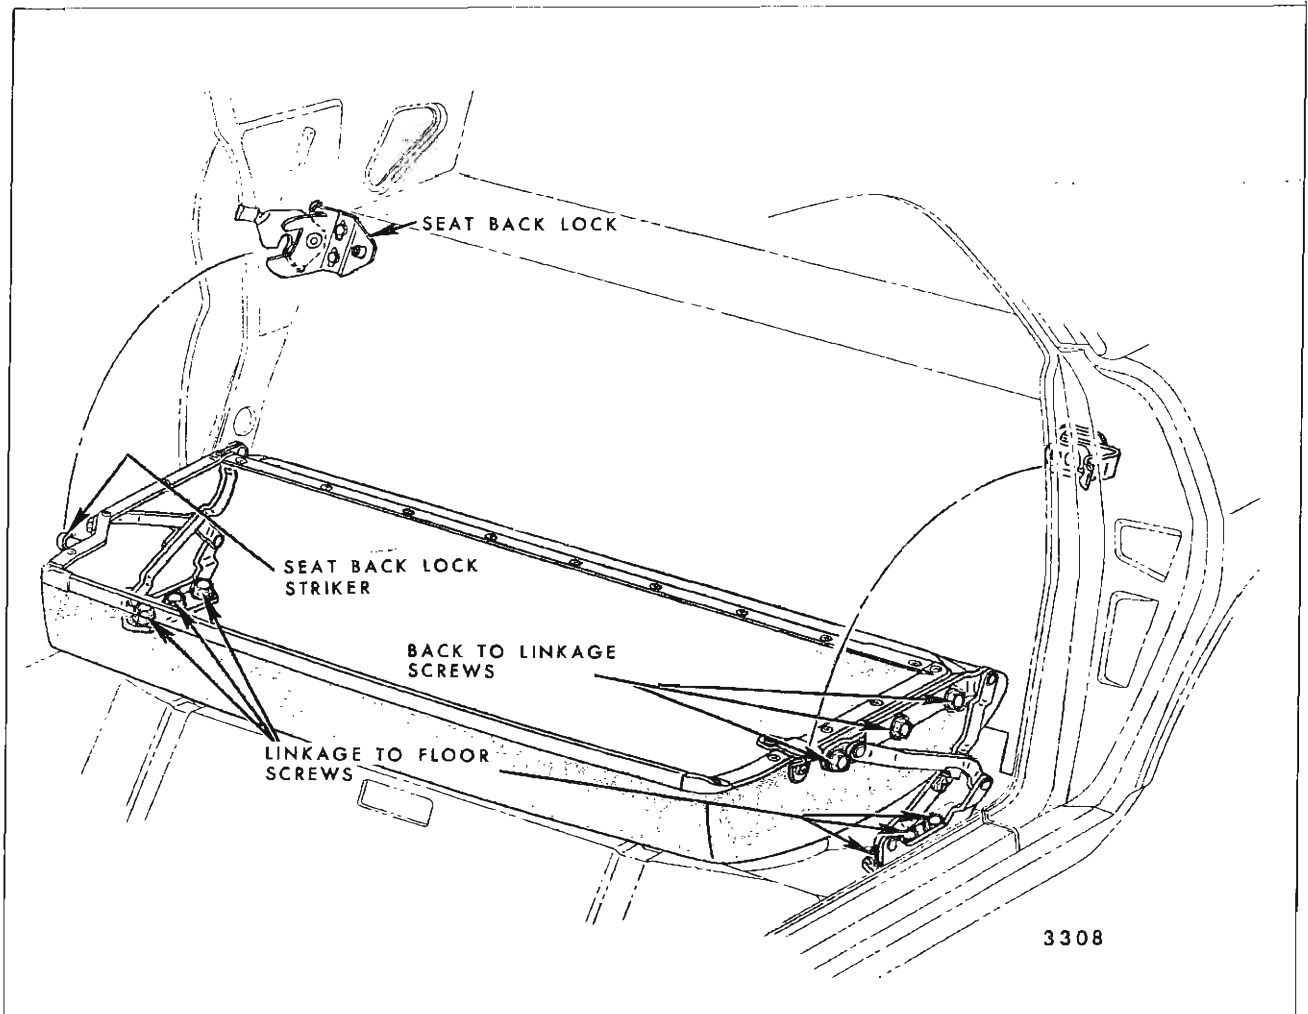 SEAT BACK LOCK
SEAT BACK LOCK
STRIKER
BACK TO LINKAGE
SCREWS
LINKAGE TO FLOOR
SCREWS
3308